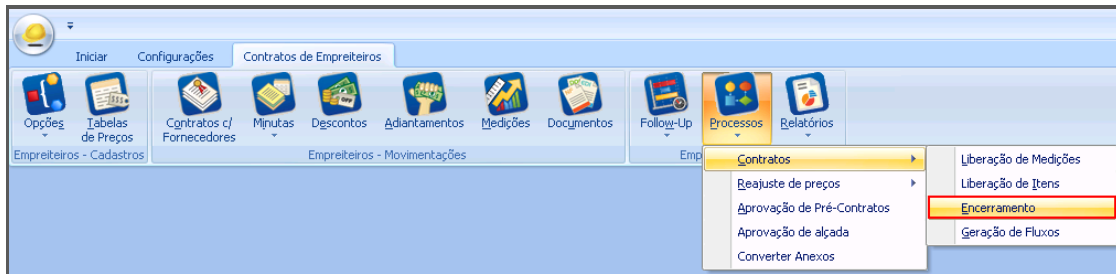 Iniciar Configurações Contratos de Empreiteiros
Opções Tabelas de Preços Contratos c/ Fornecedores Minutas Descontos Adiantamentos Medições Documentos Follow-Up Processos Relatórios
Empreiteiros - Cadastros Empreiteiros - Movimentações Emp
Contratos
Reajuste de preços
Aprovação de Pré-Contratos
Aprovação de alçada
Converter Anexos
Liberação de Medições
Liberação de Itens
Encerramento
Geração de Fluxos